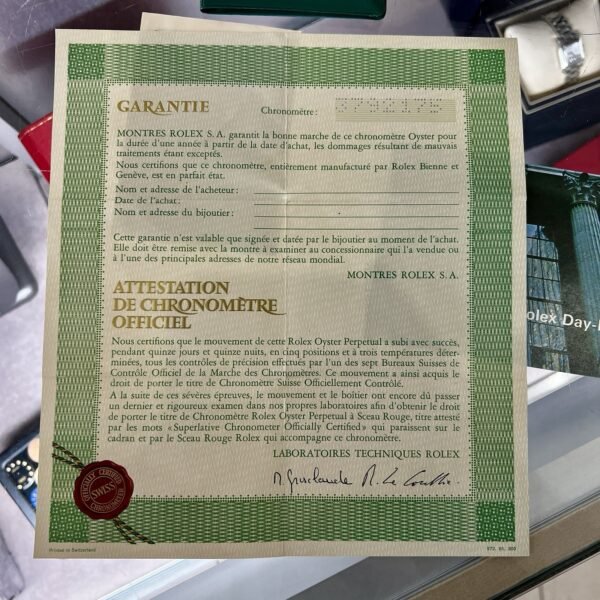 GARANTIE
Chronomètre : 3792175
MONTRES ROLEX S. A. garantit la bonne marche de ce chronomètre Oyster pour
la durée d'une année à partir de la date d'achat, les dommages résultant de mauvais
traitements étant exceptés.
Nous certifions que ce chronomètre, entièrement manufacturé par Rolex Bienne et
Genève, est en parfait état.
Nom et adresse de l'acheteur :
Date de l'achat :
Nom et adresse du bijoutier :
Cette garantie n'est valable que signée et datée par le bijoutier au moment de l'achat.
Elle doit être remise avec la montre à examiner au concessionnaire qui l'a vendue ou
à l'une des principales adresses de notre réseau mondial.
MONTRES ROLEX S. A.
ATTESTATION
DE CHRONOMÈTRE
OFFICIEL
Nous certifions que le mouvement de cette Rolex Oyster Perpetual a subi avec succès,
pendant quinze jours et quinze nuits, en cinq positions et à trois températures déter-
minées, tous les contrôles de précision effectués par l'un des sept Bureaux Suisses de
Contrôle Officiel de la Marche des Chronomètres. Ce mouvement a ainsi acquis le
droit de porter le titre de Chronomètre Suisse Officiellement Contrôlé.
A la suite de ces sévères épreuves, le mouvement et le boîtier ont encore dû passer
un dernier et rigoureux examen dans nos propres laboratoires afin d'obtenir le droit
de porter le titre de Chronomètre Rolex Oyster Perpetual à Sceau Rouge, titre attesté
par les mots «Superlative Chronometer Officially Certified» qui paraissent sur le
cadran et par le Sceau Rouge Rolex qui accompagne ce chronomètre.
LABORATOIRES TECHNIQUES ROLEX
OFFICIALLY CERTIFIED
SWISS
CHRONOMETER
Printed in Switzerland
572. 01. 300
olex Day-